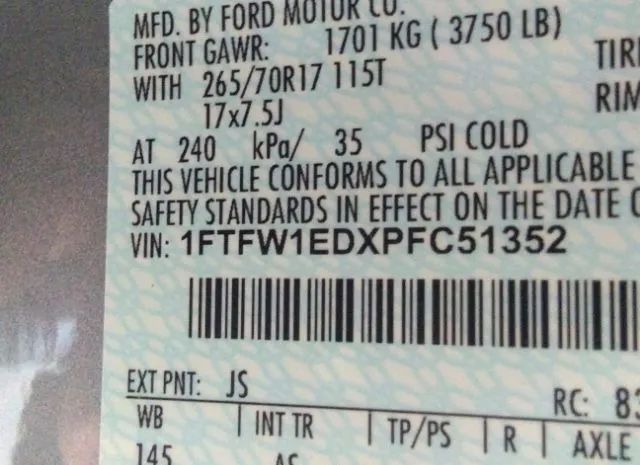 MFD. BY FORD MOTOR CO.
FRONT GAWR: 1701 KG ( 3750 LB)
WITH 265/70R17 115T
17x7.5J
RIM
AT 240 kPa/ 35 PSI COLD
THIS VEHICLE CONFORMS TO ALL APPLICABLE
SAFETY STANDARDS IN EFFECT ON THE DATE
VIN: 1FTFW1EDXPFC51352
EXT PNT: JS RC:
WB | INT TR | TP/PS | R | AXLE
145